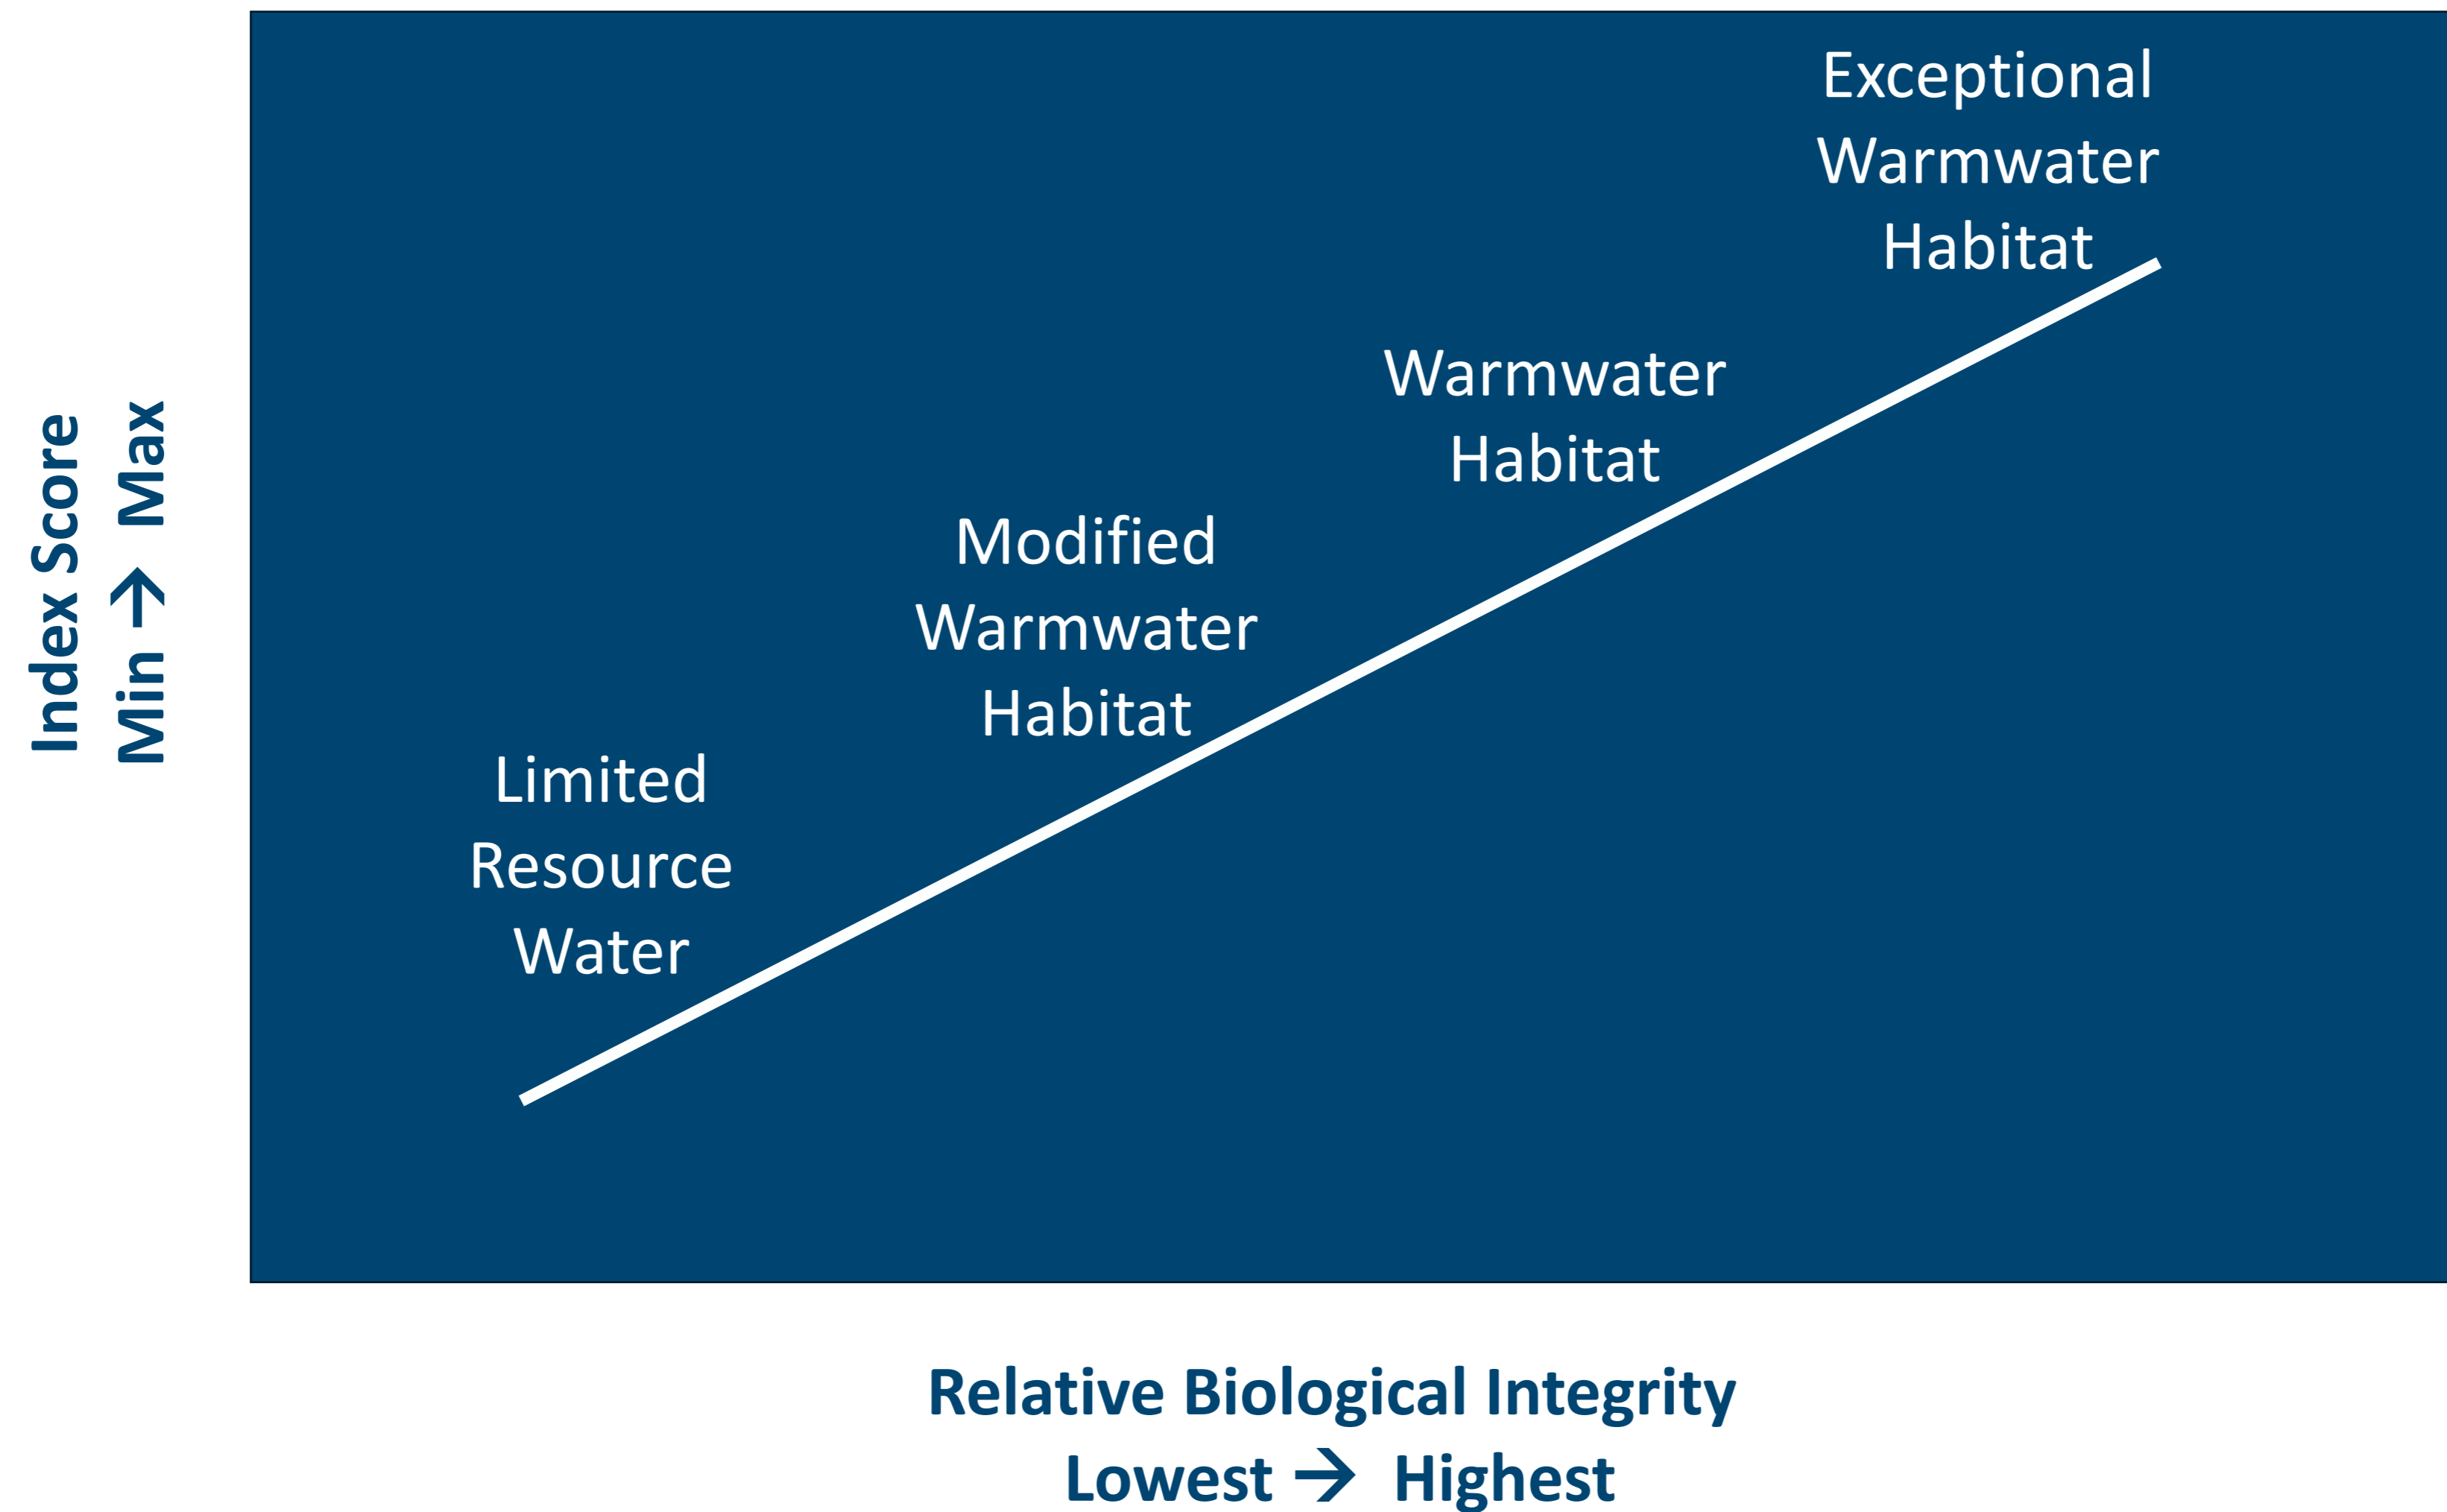 Index Score
Min → Max
Exceptional
Warmwater
Habitat
Warmwater
Habitat
Modified
Warmwater
Habitat
Limited
Resource
Water
Relative Biological Integrity
Lowest → Highest